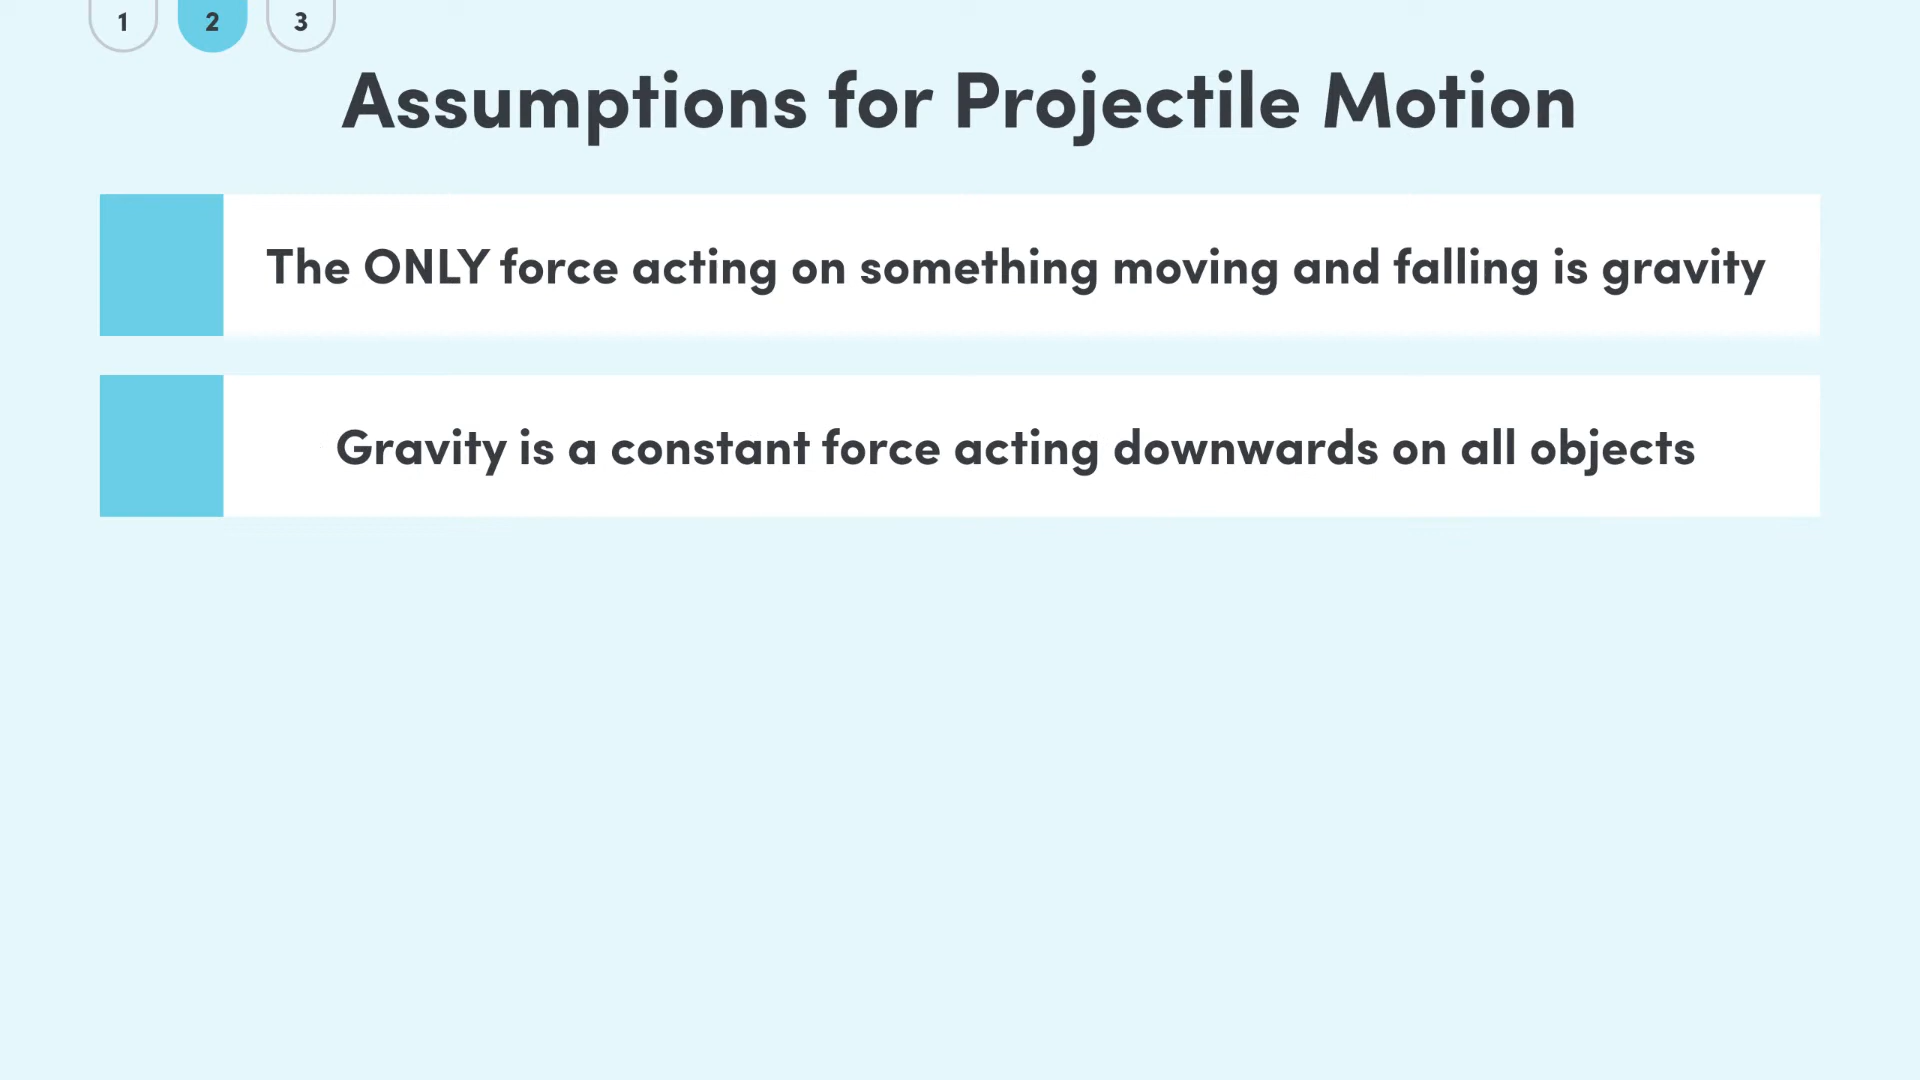 1 2 3
Assumptions for Projectile Motion
The ONLY force acting on something moving and falling is gravity
Gravity is a constant force acting downwards on all objects